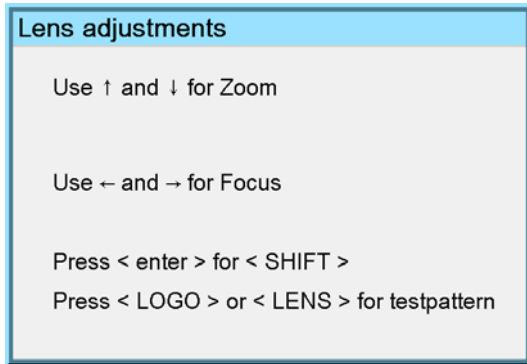 Lens adjustments
Use ↑ and ↓ for Zoom
Use ← and → for Focus
Press < enter > for < SHIFT >
Press < LOGO > or < LENS > for testpattern